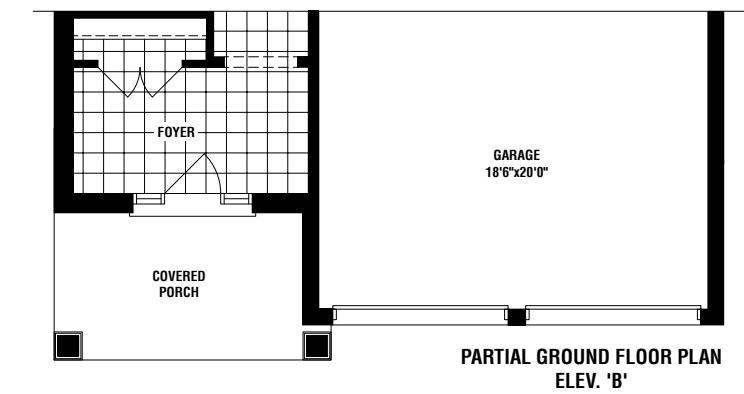 FOYER
GARAGE
18'6"x20'0"
COVERED
PORCH
PARTIAL GROUND FLOOR PLAN
ELEV. 'B'